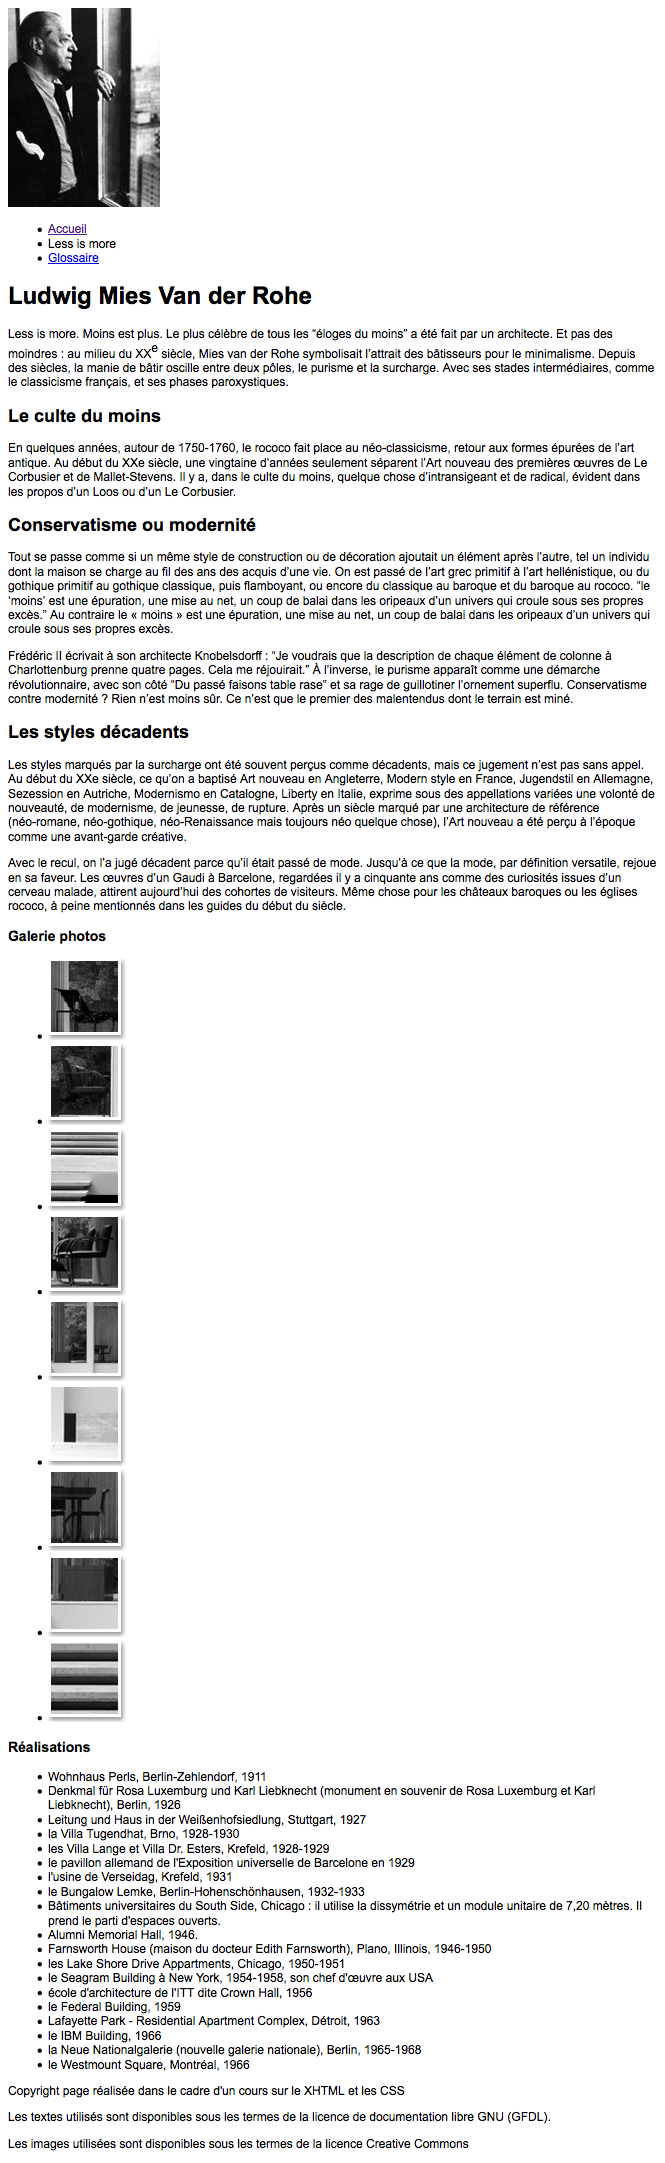 Accueil
Less is more
Glossaire
Ludwig Mies Van der Rohe
Less is more. Moins est plus. Le plus célèbre de tous les “éloges du moins” a été fait par un architecte. Et pas des
moindres : au milieu du XXe siècle, Mies van der Rohe symbolisait l’attrait des bâtisseurs pour le minimalisme. Depuis
des siècles, la manie de bâtir oscille entre deux pôles, le purisme et la surcharge. Avec ses stades intermédiaires, comme
le classicisme français, et ses phases paroxystiques.
Le culte du moins
En quelques années, autour de 1750-1760, le rococo fait place au néo-classicisme, retour aux formes épurées de l’art
antique. Au début du XXe siècle, une vingtaine d’années seulement séparent l’Art nouveau des premières œuvres de Le
Corbusier et de Mallet-Stevens. Il y a, dans le culte du moins, quelque chose d’intransigeant et de radical, évident dans
les propos d’un Loos ou d’un Le Corbusier.
Conservatisme ou modernité
Tout se passe comme si un même style de construction ou de décoration ajoutait un élément après l’autre, tel un individu
dont la maison se charge au fil des ans des acquis d’une vie. On est passé de l’art grec primitif à l’art hellénistique, ou du
gothique primitif au gothique classique, puis flamboyant, ou encore du classique au baroque et du baroque au rococo. “le
‘moins’ est une épuration, une mise au net, un coup de balai dans les oripeaux d’un univers qui croule sous ses propres
excès.” Au contraire le « moins » est une épuration, une mise au net, un coup de balai dans les oripeaux d’un univers qui
croule sous ses propres excès.
Frédéric II écrivait à son architecte Knobelsdorff : “Je voudrais que la description de chaque élément de colonne à
Charlottenburg prenne quatre pages. Cela me réjouirait.” À l’inverse, le purisme apparaît comme une démarche
révolutionnaire, avec son côté “Du passé faisons table rase” et sa rage de guillotiner l’ornement superflu. Conservatisme
contre modernité ? Rien n’est moins sûr. Ce n’est que le premier des malentendus dont le terrain est miné.
Les styles décadents
Les styles marqués par la surcharge ont été souvent perçus comme décadents, mais ce jugement n’est pas sans appel.
Au début du XXe siècle, ce qu’on a baptisé Art nouveau en Angleterre, Modern style en France, Jugendstil en Allemagne,
Sezession en Autriche, Modernismo en Catalogne, Liberty en Italie, exprime sous des appellations variées une volonté de
nouveauté, de modernisme, de jeunesse, de rupture. Après un siècle marqué par une architecture de référence
(néo-romane, néo-gothique, néo-Renaissance mais toujours néo quelque chose), l’Art nouveau a été perçu à l’époque
comme une avant-garde créative.
Avec le recul, on l’a jugé décadent parce qu’il était passé de mode. Jusqu’à ce que la mode, par définition versatile, rejoue
en sa faveur. Les œuvres d’un Gaudi à Barcelone, regardées il y a cinquante ans comme des curiosités issues d’un
cerveau malade, attirent aujourd’hui des cohortes de visiteurs. Même chose pour les châteaux baroques ou les églises
rococo, à peine mentionnés dans les guides du début du siècle.
Galerie photos
Réalisations
Wohnhaus Perls, Berlin-Zehlendorf, 1911
Denkmal für Rosa Luxemburg und Karl Liebknecht (monument en souvenir de Rosa Luxemburg et Karl
Liebknecht), Berlin, 1926
Leitung und Haus in der Weißenhofsiedlung, Stuttgart, 1927
la Villa Tugendhat, Brno, 1928-1930
les Villa Lange et Villa Dr. Esters, Krefeld, 1928-1929
le pavillon allemand de l'Exposition universelle de Barcelone en 1929
l'usine de Verseidag, Krefeld, 1931
le Bungalow Lemke, Berlin-Hohenschönhausen, 1932-1933
Bâtiments universitaires du South Side, Chicago : il utilise la dissymétrie et un module unitaire de 7,20 mètres. Il
prend le parti d'espaces ouverts.
Alumni Memorial Hall, 1946.
Farnsworth House (maison du docteur Edith Farnsworth), Plano, Illinois, 1946-1950
les Lake Shore Drive Appartments, Chicago, 1950-1951
le Seagram Building à New York, 1954-1958, son chef d'œuvre aux USA
école d'architecture de l'ITT dite Crown Hall, 1956
le Federal Building, 1959
Lafayette Park - Residential Apartment Complex, Détroit, 1963
le IBM Building, 1966
la Neue Nationalgalerie (nouvelle galerie nationale), Berlin, 1965-1968
le Westmount Square, Montréal, 1966
Copyright page réalisée dans le cadre d'un cours sur le XHTML et les CSS
Les textes utilisés sont disponibles sous les termes de la licence de documentation libre GNU (GFDL).
Les images utilisées sont disponibles sous les termes de la licence Creative Commons